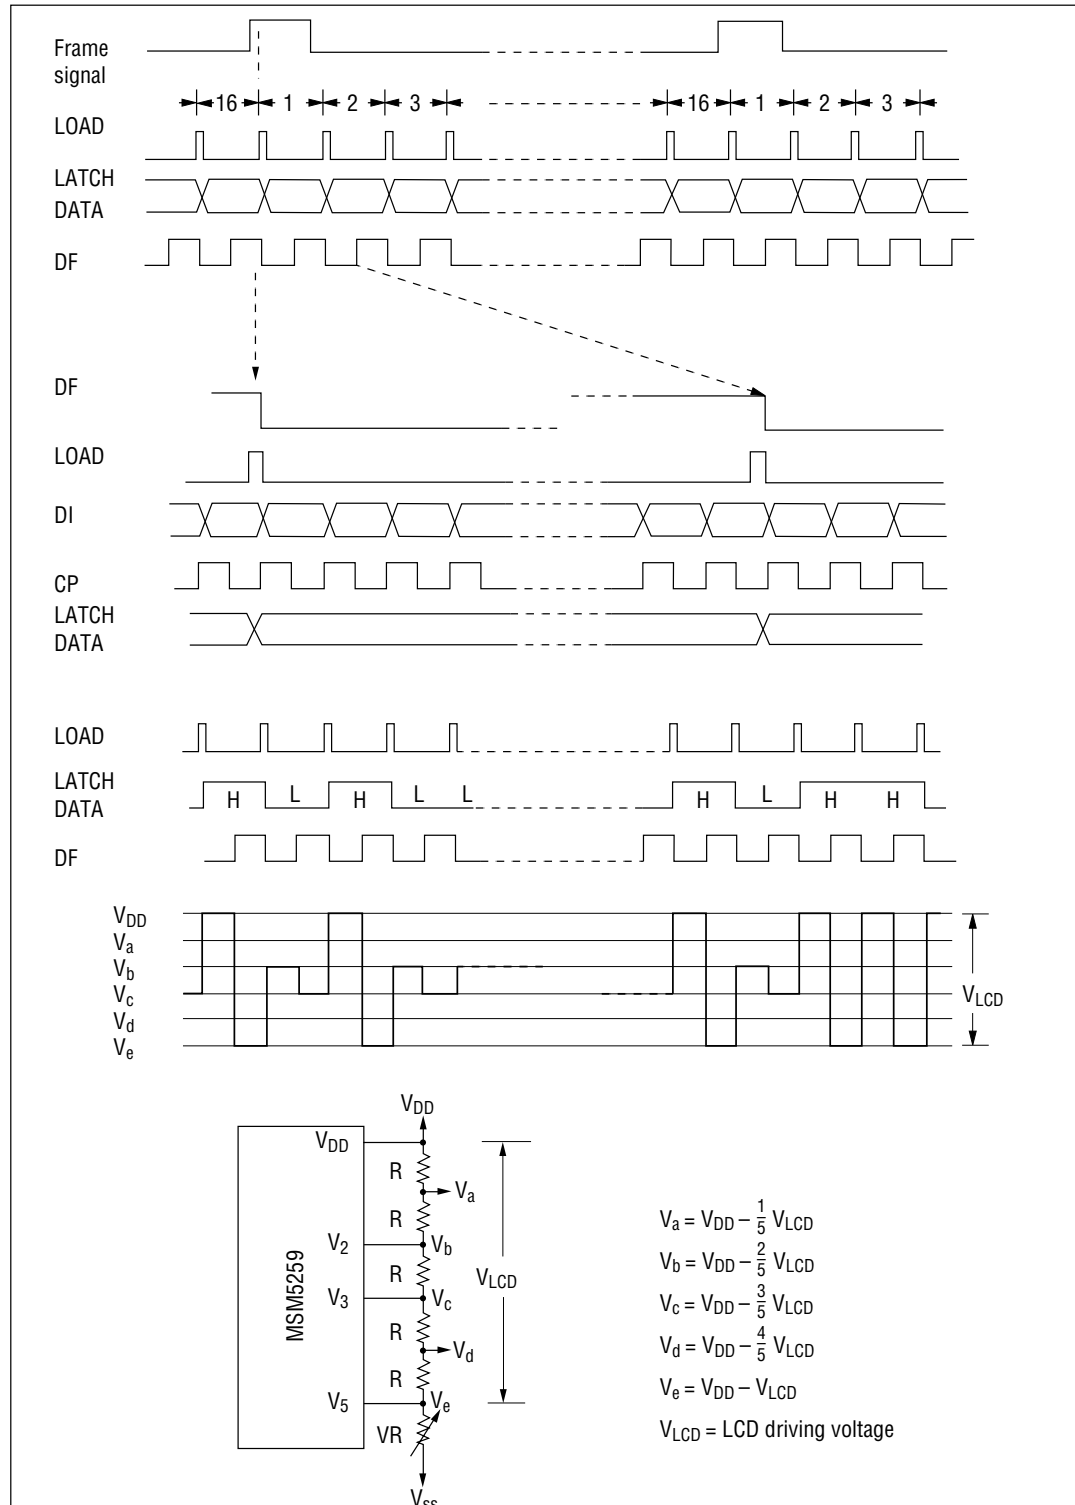 Frame
signal
16 1 2 3 16 1 2 3
LOAD
LATCH
DATA
DF
DF
LOAD
DI
CP
LATCH
DATA
LOAD
LATCH
DATA
H L H L L H L H H
DF
VDD
Va
Vb
Vc
Vd
Ve
VLCD
VDD
VDD
R
Va
R
V2 Vb
R
VLCD
V3 Vc
R
Vd
R
V5 Ve
VR
Vss
MSM5259
Va = VDD – 1/5 VLCD
Vb = VDD – 2/5 VLCD
Vc = VDD – 3/5 VLCD
Vd = VDD – 4/5 VLCD
Ve = VDD – VLCD
VLCD = LCD driving voltage